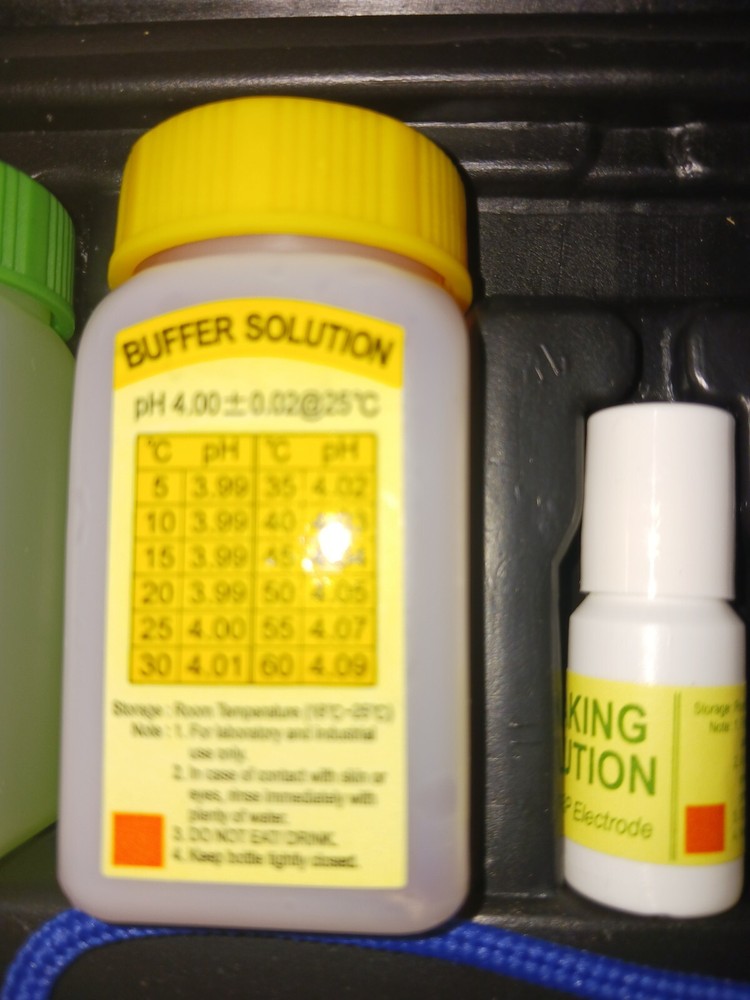 BUFFER SOLUTION
pH 4.00±0.02@25℃
℃ pH ℃ pH
5 3.99 35 4.02
10 3.99 40
15 3.99 45
20 3.99 50 4.05
25 4.00 55 4.07
30 4.01 60 4.09
Storage : Room Temperature
Note : 1. For laboratory and industrial
use only.
2. In case of contact with skin or
eyes, rinse immediately with
plenty of water.
3. DO NOT EAT DRINK.
4. Keep bottle tightly closed.
KING
UTION
P Electrode
Storage :
Note :